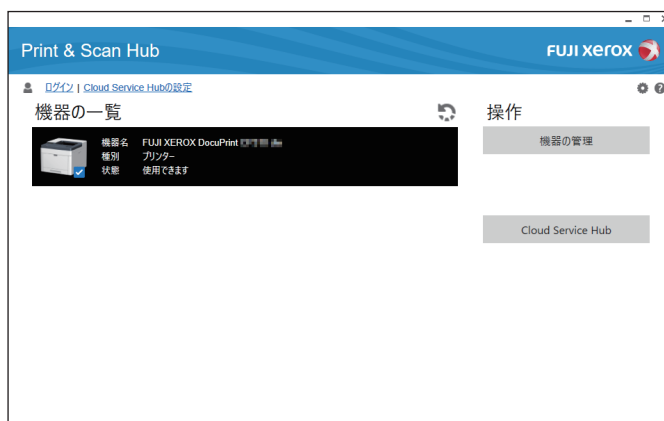 Print & Scan Hub
FUJI XEROX
ログイン | Cloud Service Hubの設定
機器の一覧
操作
機器名 FUJI XEROX DocuPrint
種別 プリンター
状態 使用できます
機器の管理
Cloud Service Hub